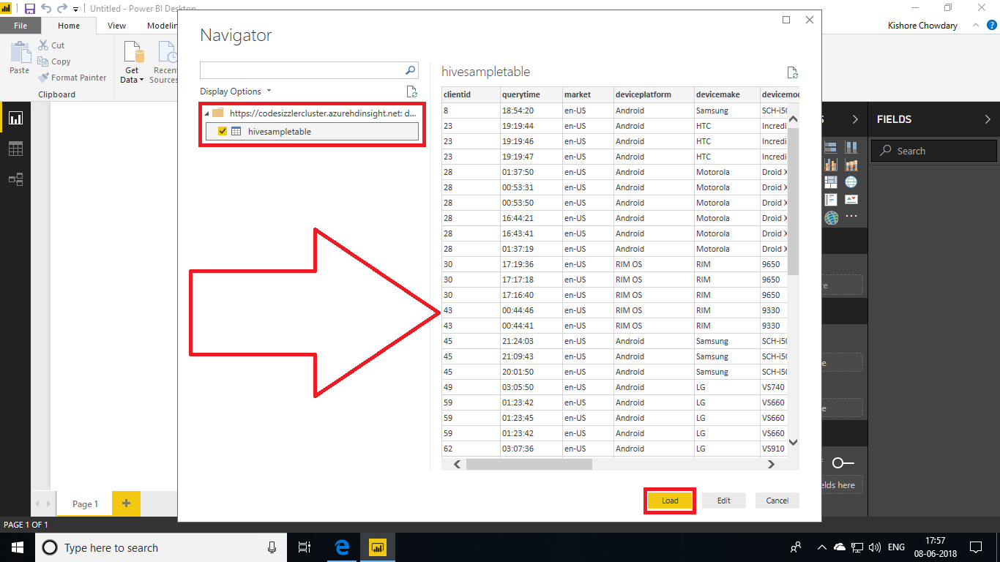 Untitled - Power BI Desktop
File
Home
View
Modelin
Kishore Chowdary
Paste
Cut
Copy
Format Painter
Clipboard
Get
Data
Recen
Sources
Navigator
Display Options
https://codesizzlercluster.azurehdinsight.net: d...
hivesampletable
hivesampletable
clientid querytime market deviceplatform devicemake devicemod
8 18:54:20 en-US Android Samsung SCH-i50
23 19:19:44 en-US Android HTC Incredi
23 19:19:46 en-US Android HTC Incredi
23 19:19:47 en-US Android HTC Incredi
28 01:37:50 en-US Android Motorola Droid X
28 00:53:31 en-US Android Motorola Droid X
28 00:53:50 en-US Android Motorola Droid X
28 16:44:21 en-US Android Motorola Droid X
28 16:43:41 en-US Android Motorola Droid X
28 01:37:19 en-US Android Motorola Droid X
30 17:19:36 en-US RIM OS RIM 9650
30 17:17:18 en-US RIM OS RIM 9650
30 17:16:40 en-US RIM OS RIM 9650
43 00:44:46 en-US RIM OS RIM 9330
43 00:44:41 en-US RIM OS RIM 9330
45 21:24:03 en-US Android Samsung SCH-i50
45 21:09:43 en-US Android Samsung SCH-i50
45 20:01:50 en-US Android Samsung SCH-i50
49 03:05:50 en-US Android LG VS740
59 01:23:42 en-US Android LG VS660
59 01:23:45 en-US Android LG VS660
59 01:23:42 en-US Android LG VS660
62 03:07:36 en-US Android LG VS910
Load
Edit
Cancel
S
FIELDS
Search
re
e
e
elds here
Page 1
PAGE 1 OF 1
Type here to search
ENG
17:57
08-06-2018